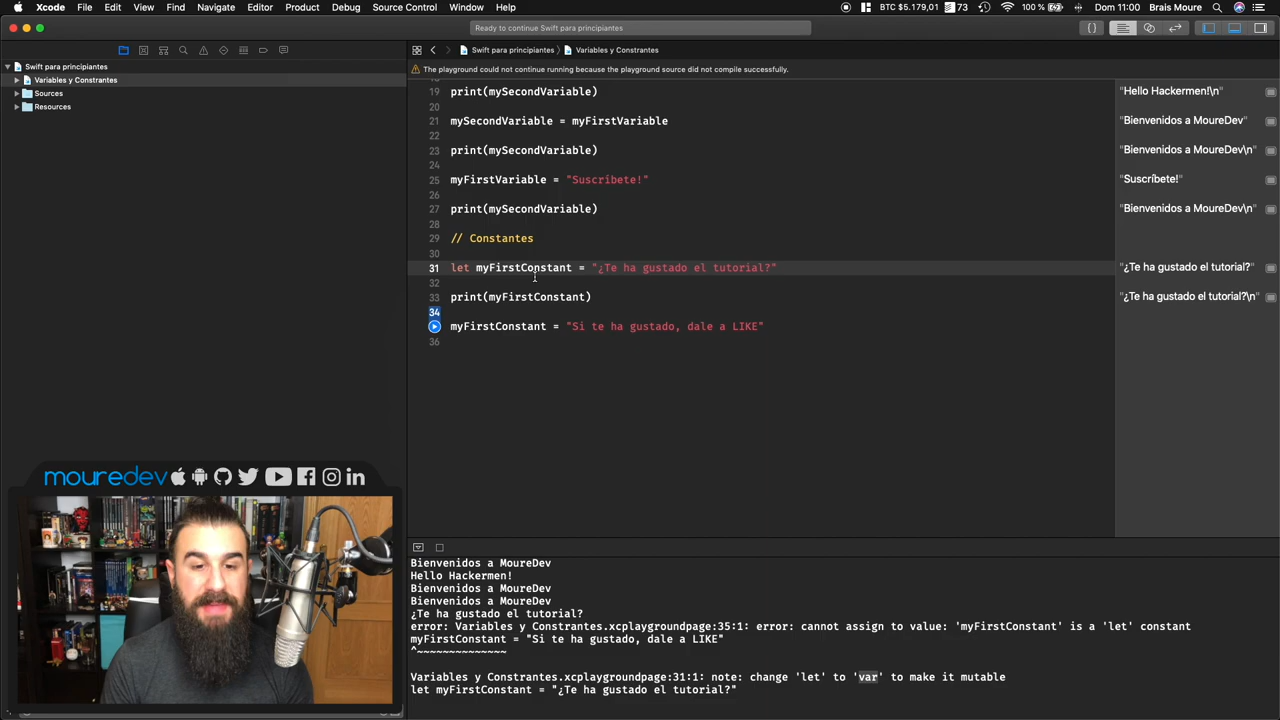 Xcode File Edit View Find Navigate Editor Product Debug Source Control Window Help BTC $5.179,01 73 100 % Dom 11:00 Brais Moure
Ready to continue Swift para principiantes
Swift para principiantes Variables y Constrantes
Swift para principiantes
The playground could not continue running because the playground source did not compile successfully.
Variables y Constrantes
Sources
Resources
19 print(mySecondVariable) "Hello Hackermen!\n"
20
21 mySecondVariable = myFirstVariable "Bienvenidos a MoureDev"
22
23 print(mySecondVariable) "Bienvenidos a MoureDev\n"
24
25 myFirstVariable = "Suscríbete!" "Suscríbete!"
26
27 print(mySecondVariable) "Bienvenidos a MoureDev\n"
28
29 // Constantes
30
31 let myFirstConstant = "¿Te ha gustado el tutorial?" "¿Te ha gustado el tutorial?"
32
33 print(myFirstConstant) "¿Te ha gustado el tutorial?\n"
34
myFirstConstant = "Si te ha gustado, dale a LIKE"
36
mouredev
Bienvenidos a MoureDev
Hello Hackermen!
Bienvenidos a MoureDev
Bienvenidos a MoureDev
¿Te ha gustado el tutorial?
error: Variables y Constrantes.xcplaygroundpage:35:1: error: cannot assign to value: 'myFirstConstant' is a 'let' constant
myFirstConstant = "Si te ha gustado, dale a LIKE"
^~~~~~~~~~~~~~~
Variables y Constrantes.xcplaygroundpage:31:1: note: change 'let' to 'var' to make it mutable
let myFirstConstant = "¿Te ha gustado el tutorial?"